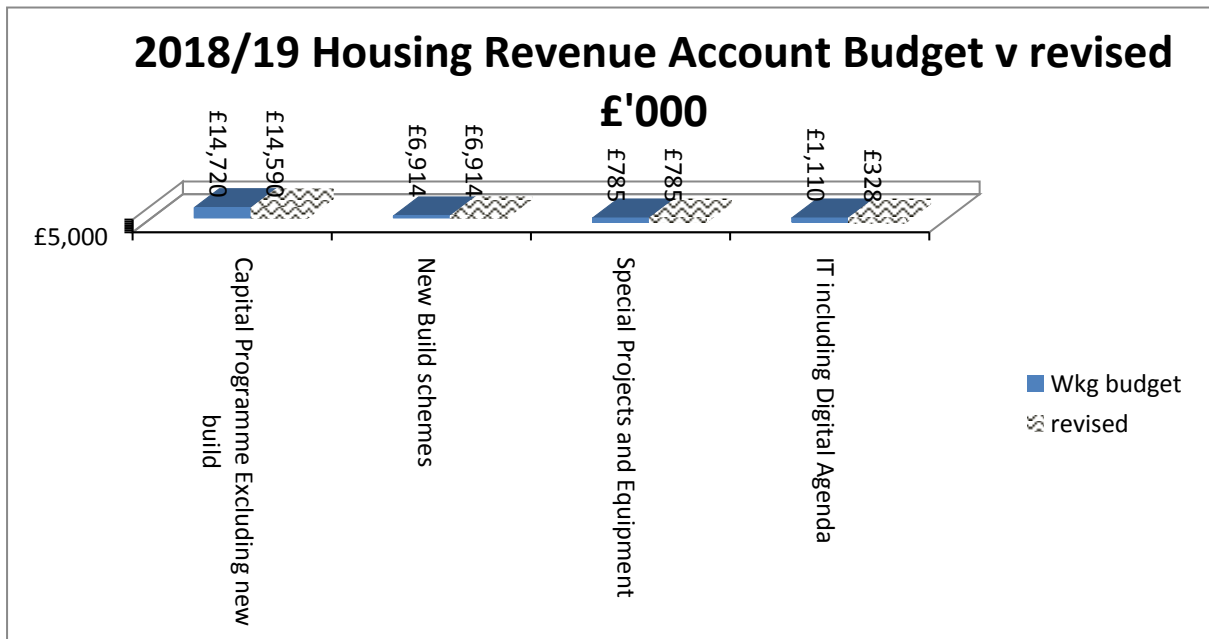 2018/19 Housing Revenue Account Budget v revised
£'000
£14,720
£14,590
£6,914
£6,914
£785
£785
£1,110
£328
£5,000
Capital Programme Excluding new
build
New Build schemes
Special Projects and Equipment
IT including Digital Agenda
Wkg budget
revised